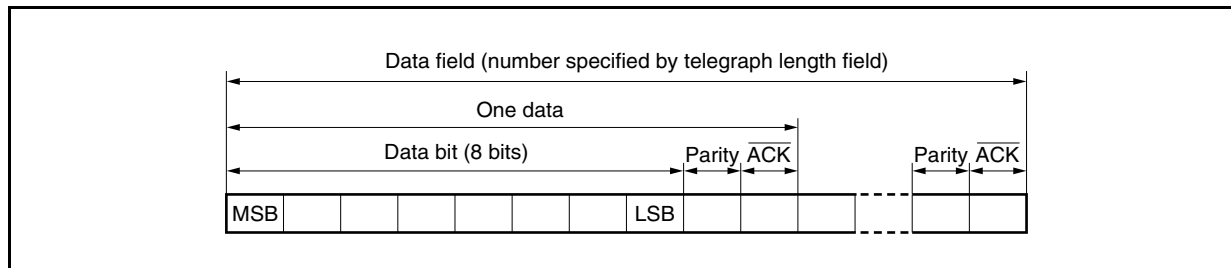 Data field (number specified by telegraph length field)
One data
Data bit (8 bits) Parity ACK Parity ACK
MSB LSB